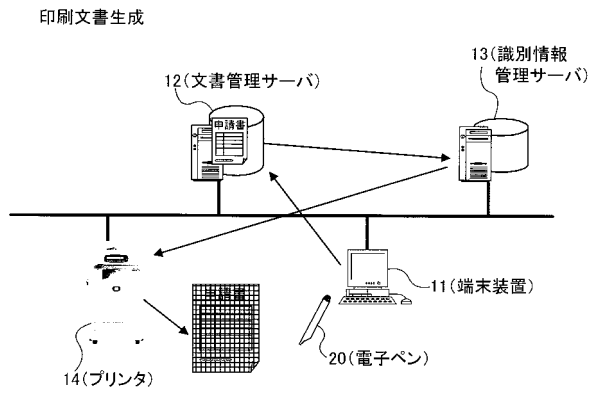 印刷文書生成
13(識別情報
管理サーバ)
12(文書管理サーバ)
申請書
申請書
11(端末装置)
20(電子ペン)
14(プリンタ)